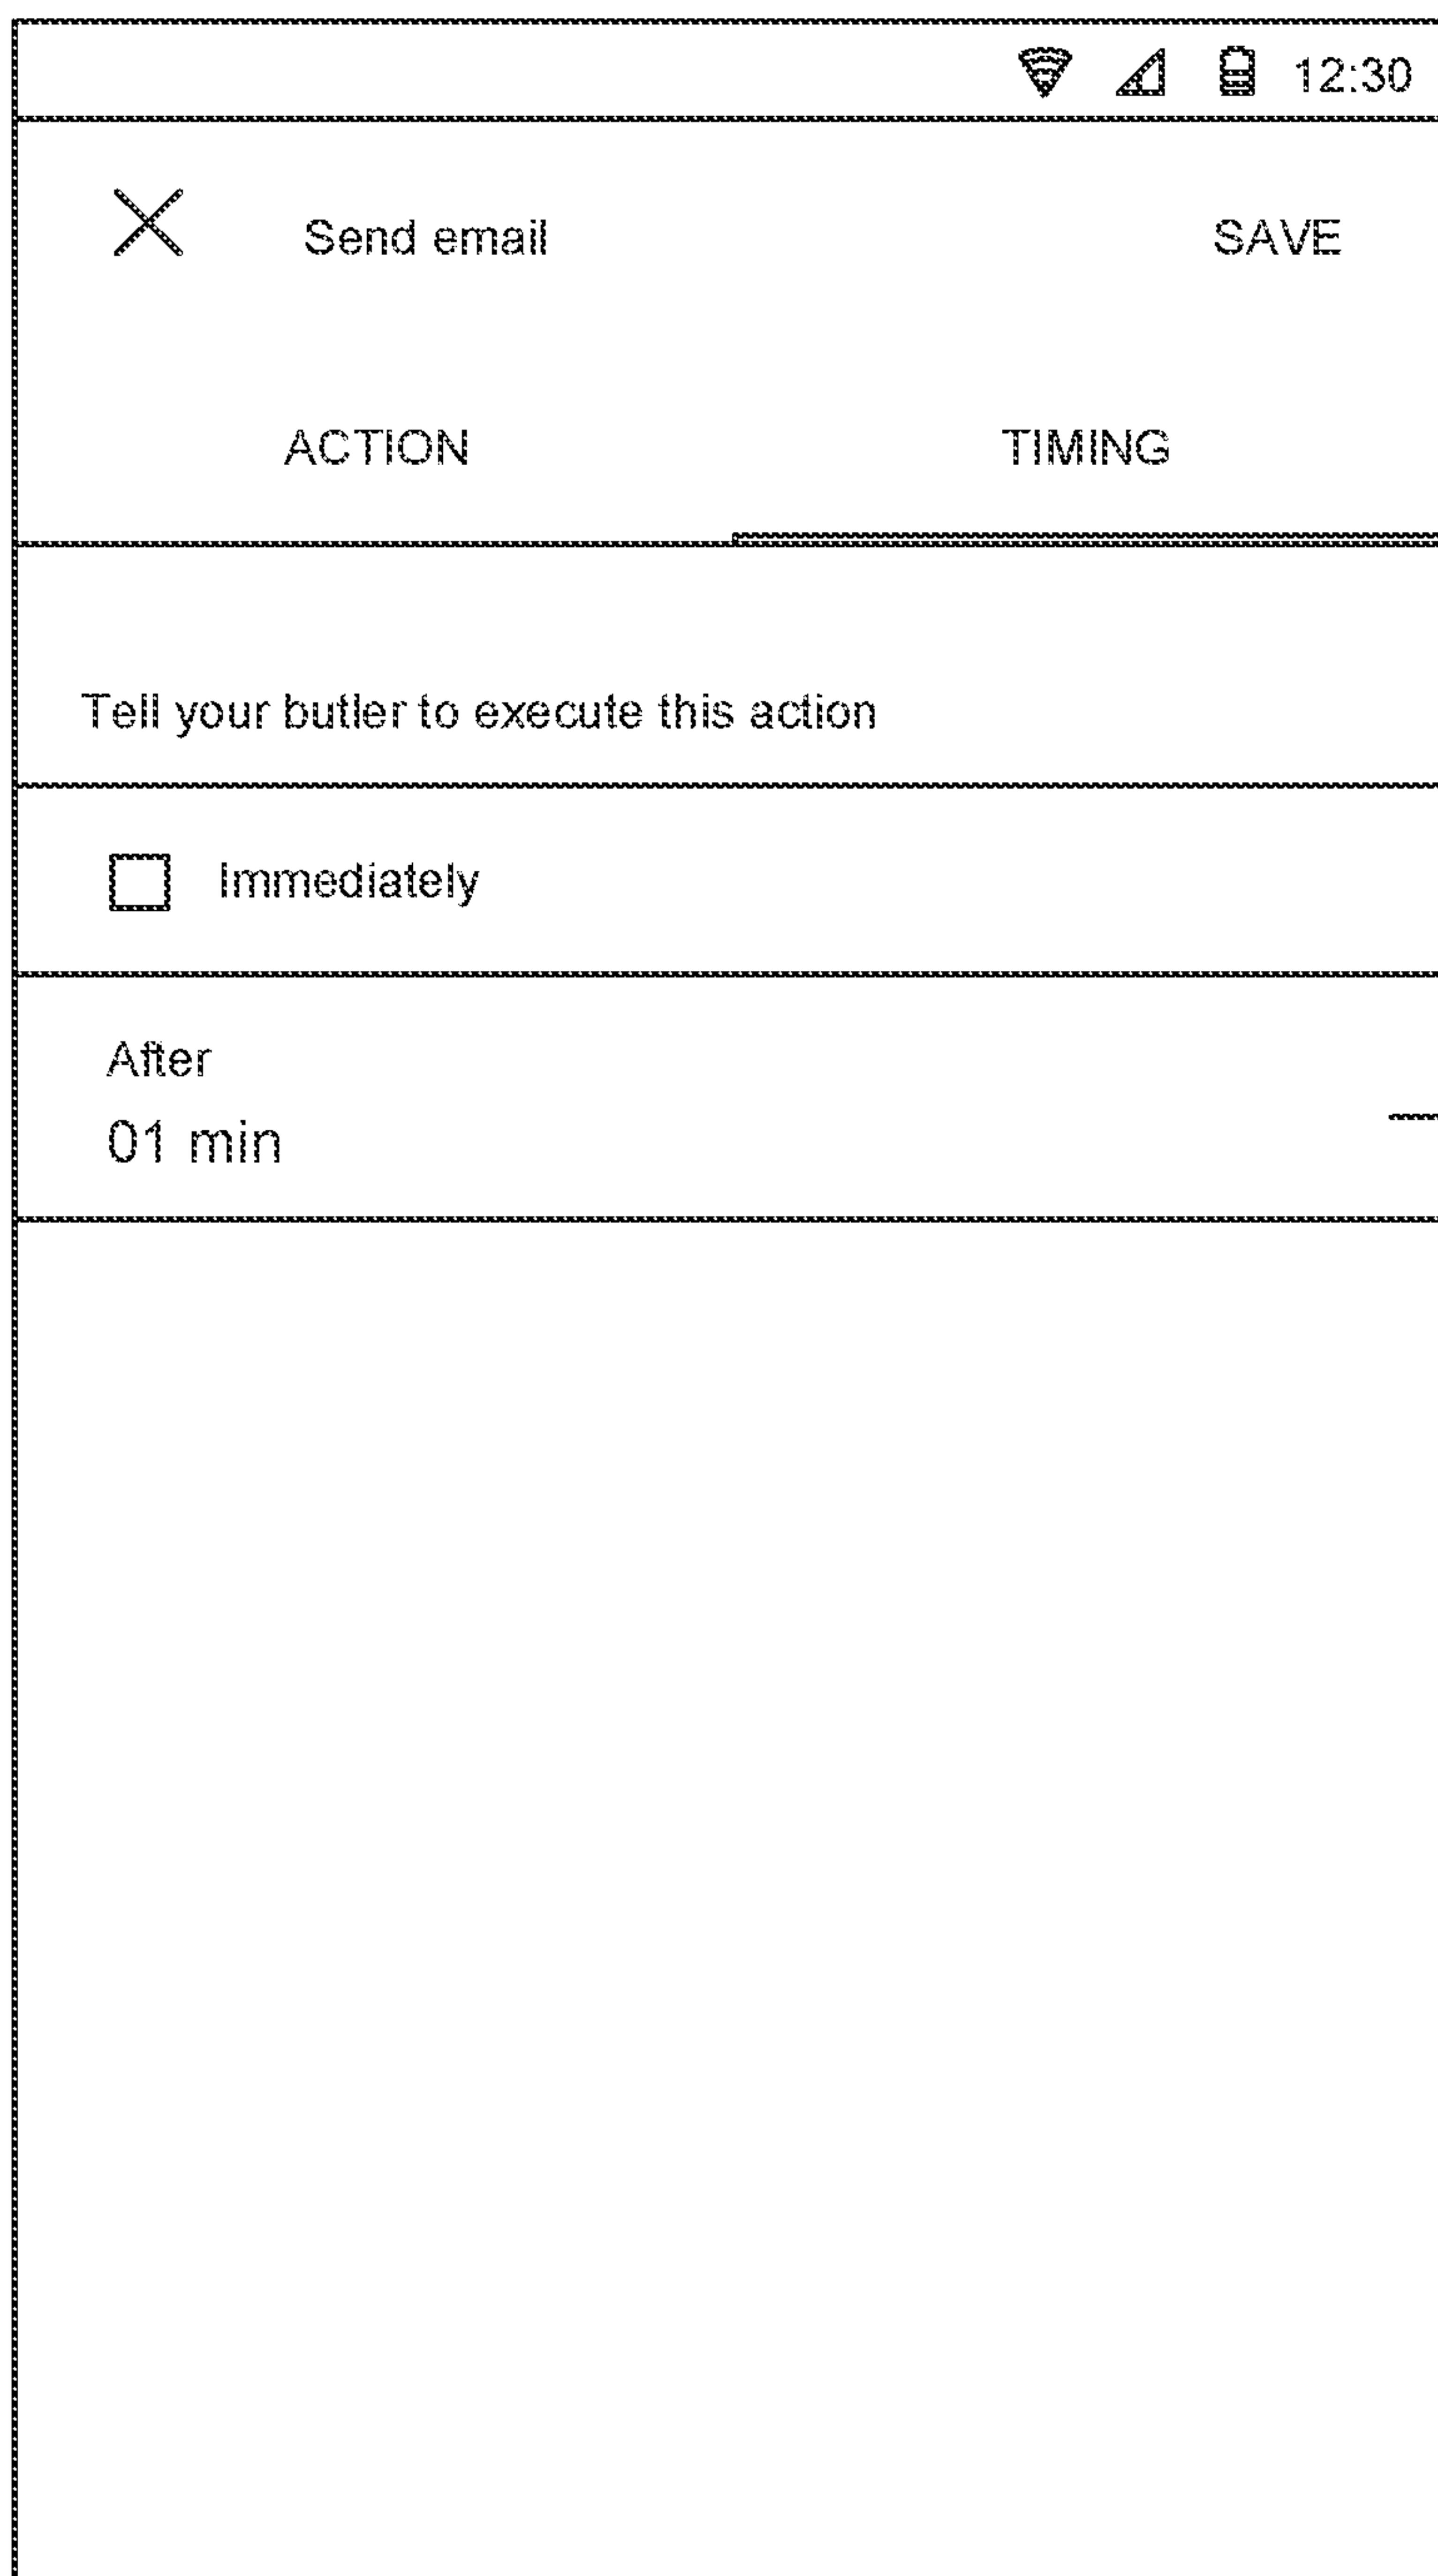 12:30
Send email SAVE
ACTION TIMING
Tell your butler to execute this action
Immediately
After
01 min